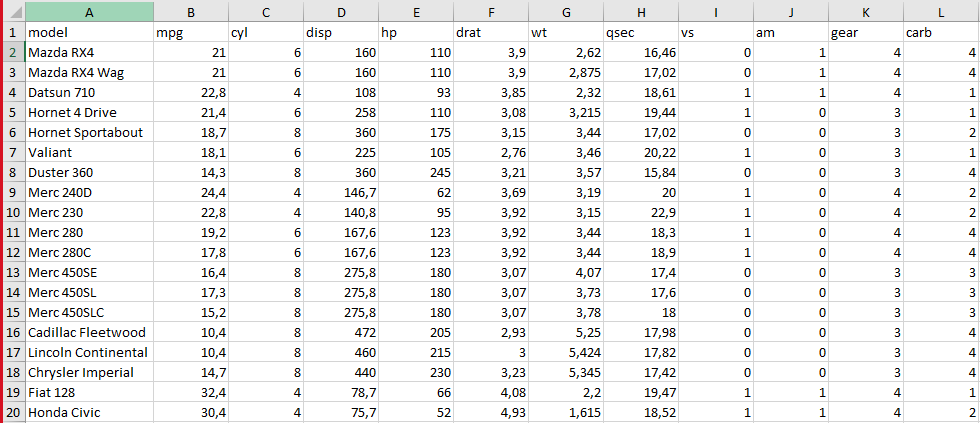 A B C D E F G H I J K L
1 model mpg cyl disp hp drat wt qsec vs am gear carb
2 Mazda RX4 21 6 160 110 3,9 2,62 16,46 0 1 4 4
3 Mazda RX4 Wag 21 6 160 110 3,9 2,875 17,02 0 1 4 4
4 Datsun 710 22,8 4 108 93 3,85 2,32 18,61 1 1 4 1
5 Hornet 4 Drive 21,4 6 258 110 3,08 3,215 19,44 1 0 3 1
6 Hornet Sportabout 18,7 8 360 175 3,15 3,44 17,02 0 0 3 2
7 Valiant 18,1 6 225 105 2,76 3,46 20,22 1 0 3 1
8 Duster 360 14,3 8 360 245 3,21 3,57 15,84 0 0 3 4
9 Merc 240D 24,4 4 146,7 62 3,69 3,19 20 1 0 4 2
10 Merc 230 22,8 4 140,8 95 3,92 3,15 22,9 1 0 4 2
11 Merc 280 19,2 6 167,6 123 3,92 3,44 18,3 1 0 4 4
12 Merc 280C 17,8 6 167,6 123 3,92 3,44 18,9 1 0 4 4
13 Merc 450SE 16,4 8 275,8 180 3,07 4,07 17,4 0 0 3 3
14 Merc 450SL 17,3 8 275,8 180 3,07 3,73 17,6 0 0 3 3
15 Merc 450SLC 15,2 8 275,8 180 3,07 3,78 18 0 0 3 3
16 Cadillac Fleetwood 10,4 8 472 205 2,93 5,25 17,98 0 0 3 4
17 Lincoln Continental 10,4 8 460 215 3 5,424 17,82 0 0 3 4
18 Chrysler Imperial 14,7 8 440 230 3,23 5,345 17,42 0 0 3 4
19 Fiat 128 32,4 4 78,7 66 4,08 2,2 19,47 1 1 4 1
20 Honda Civic 30,4 4 75,7 52 4,93 1,615 18,52 1 1 4 2